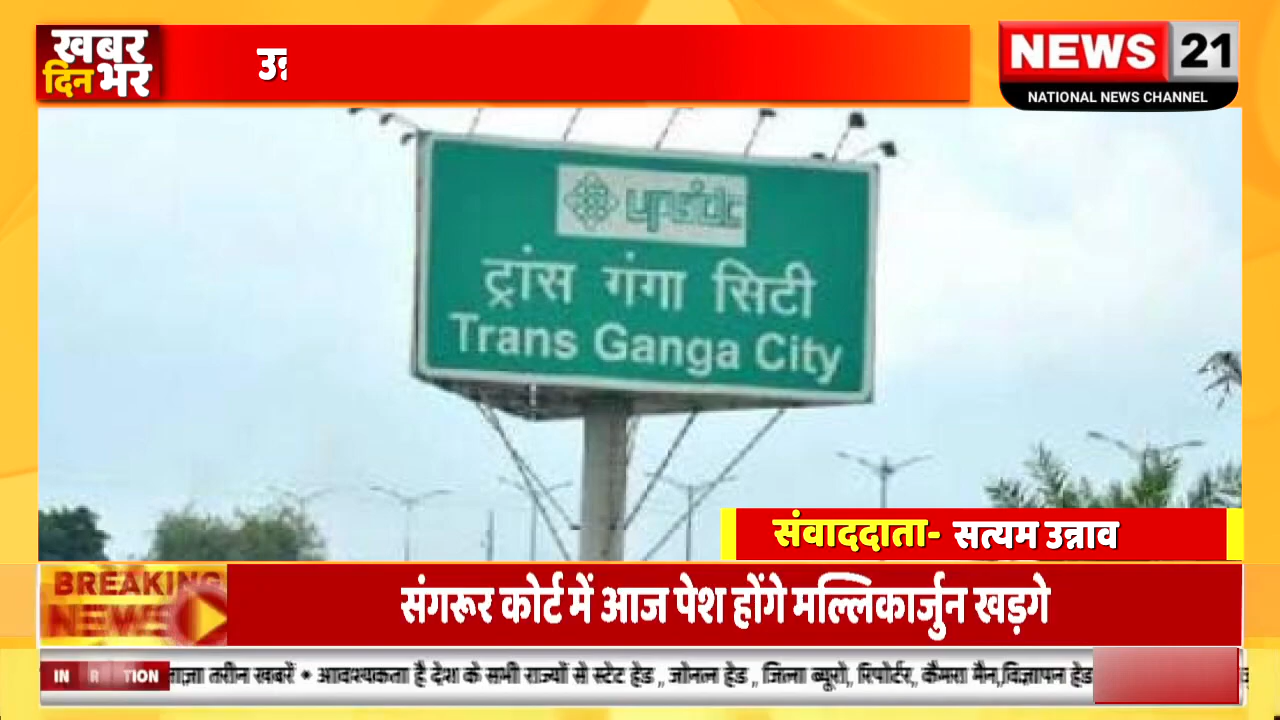 खबर
दिन भर
उन्न
NEWS 21
NATIONAL NEWS CHANNEL
upsidc
ट्रांस गंगा सिटी
Trans Ganga City
संवाददाता- सत्यम उन्नाव
BREAKING
NEWS
संगरूर कोर्ट में आज पेश होंगे मल्लिकार्जुन खड़गे
ताज़ा तरीन खबरें * आवश्यकता है देश के सभी राज्यों से स्टेट हेड ,, जोनल हेड ,, जिला ब्यूरो,, रिपोर्टर,, कैमरा मैन,,विज्ञापन हेड